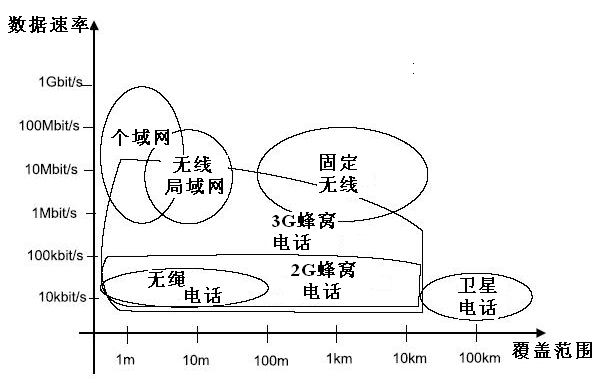 数据速率
1Gbit/s
100Mbit/s
10Mbit/s
1Mbit/s
100kbit/s
10kbit/s
个域网
无线
局域网
固定
无线
3G蜂窝
电话
2G蜂窝
电话
无绳
电话
卫星
电话
1m
10m
100m
1km
10km
100km
覆盖范围